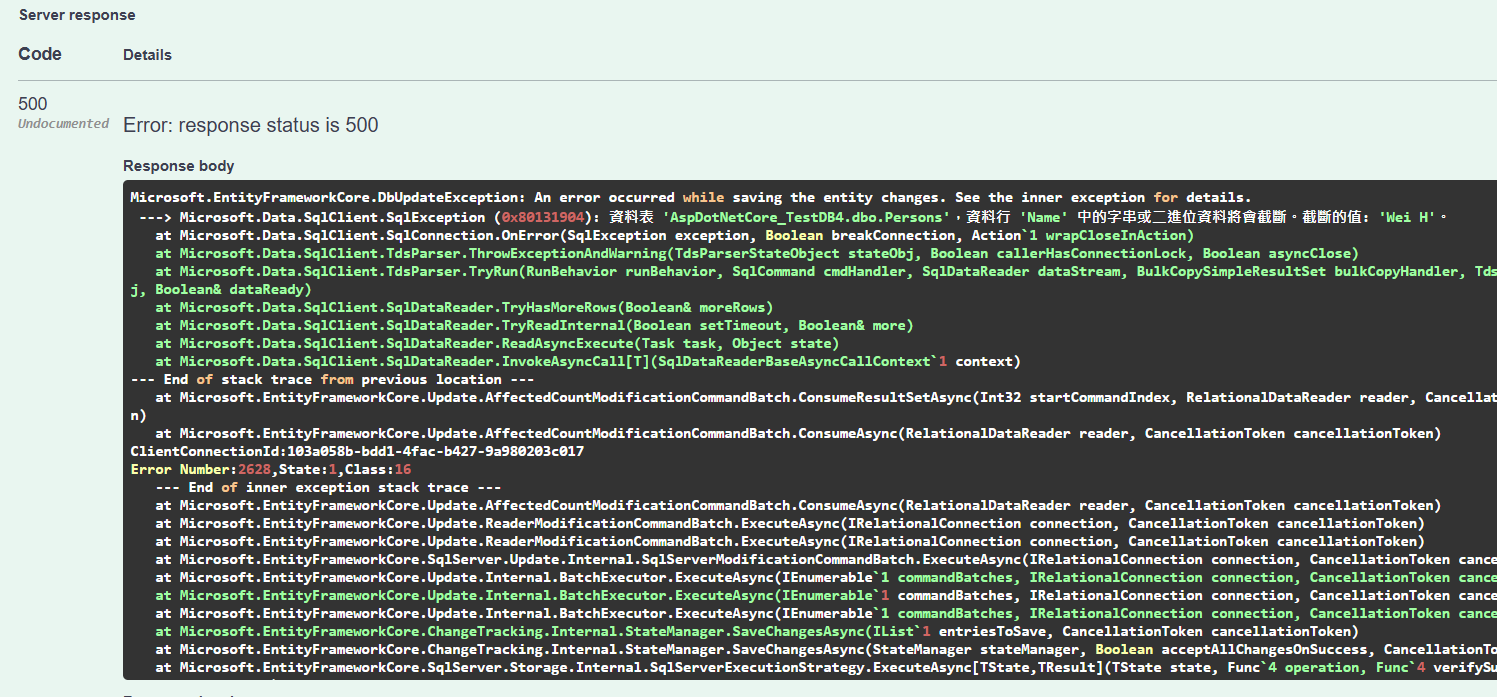 Server response
Code Details
500
Undocumented
Error: response status is 500
Response body
Microsoft.EntityFrameworkCore.DbUpdateException: An error occurred while saving the entity changes. See the inner exception for details.
 ---> Microsoft.Data.SqlClient.SqlException (0x80131904): 資料表 'AspDotNetCore_TestDB4.dbo.Persons'，資料行 'Name' 中的字串或二進位資料將會截斷。截斷的值: 'Wei H'。
   at Microsoft.Data.SqlClient.SqlConnection.OnError(SqlException exception, Boolean breakConnection, Action`1 wrapCloseInAction)
   at Microsoft.Data.SqlClient.TdsParser.ThrowExceptionAndWarning(TdsParserStateObject stateObj, Boolean callerHasConnectionLock, Boolean asyncClose)
   at Microsoft.Data.SqlClient.TdsParser.TryRun(RunBehavior runBehavior, SqlCommand cmdHandler, SqlDataReader dataStream, BulkCopySimpleResultSet bulkCopyHandler, Tds
j, Boolean& dataReady)
   at Microsoft.Data.SqlClient.SqlDataReader.TryHasMoreRows(Boolean& moreRows)
   at Microsoft.Data.SqlClient.SqlDataReader.TryReadInternal(Boolean setTimeout, Boolean& more)
   at Microsoft.Data.SqlClient.SqlDataReader.ReadAsyncExecute(Task task, Object state)
   at Microsoft.Data.SqlClient.SqlDataReader.InvokeAsyncCall[T](SqlDataReaderBaseAsyncCallContext`1 context)
--- End of stack trace from previous location ---
   at Microsoft.EntityFrameworkCore.Update.AffectedCountModificationCommandBatch.ConsumeResultSetAsync(Int32 startCommandIndex, RelationalDataReader reader, Cancellat
n)
   at Microsoft.EntityFrameworkCore.Update.AffectedCountModificationCommandBatch.ConsumeAsync(RelationalDataReader reader, CancellationToken cancellationToken)
ClientConnectionId:103a058b-bdd1-4fac-b427-9a980203c017
Error Number:2628,State:1,Class:16
   --- End of inner exception stack trace ---
   at Microsoft.EntityFrameworkCore.Update.AffectedCountModificationCommandBatch.ConsumeAsync(RelationalDataReader reader, CancellationToken cancellationToken)
   at Microsoft.EntityFrameworkCore.Update.ReaderModificationCommandBatch.ExecuteAsync(IRelationalConnection connection, CancellationToken cancellationToken)
   at Microsoft.EntityFrameworkCore.Update.ReaderModificationCommandBatch.ExecuteAsync(IRelationalConnection connection, CancellationToken cancellationToken)
   at Microsoft.EntityFrameworkCore.SqlServer.Update.Internal.SqlServerModificationCommandBatch.ExecuteAsync(IRelationalConnection connection, CancellationToken cance
   at Microsoft.EntityFrameworkCore.Update.Internal.BatchExecutor.ExecuteAsync(IEnumerable`1 commandBatches, IRelationalConnection connection, CancellationToken cance
   at Microsoft.EntityFrameworkCore.Update.Internal.BatchExecutor.ExecuteAsync(IEnumerable`1 commandBatches, IRelationalConnection connection, CancellationToken cance
   at Microsoft.EntityFrameworkCore.Update.Internal.BatchExecutor.ExecuteAsync(IEnumerable`1 commandBatches, IRelationalConnection connection, CancellationToken cance
   at Microsoft.EntityFrameworkCore.ChangeTracking.Internal.StateManager.SaveChangesAsync(IList`1 entriesToSave, CancellationToken cancellationToken)
   at Microsoft.EntityFrameworkCore.ChangeTracking.Internal.StateManager.SaveChangesAsync(StateManager stateManager, Boolean acceptAllChangesOnSuccess, CancellationTo
   at Microsoft.EntityFrameworkCore.SqlServer.Storage.Internal.SqlServerExecutionStrategy.ExecuteAsync[TState,TResult](TState state, Func`4 operation, Func`4 verifySu